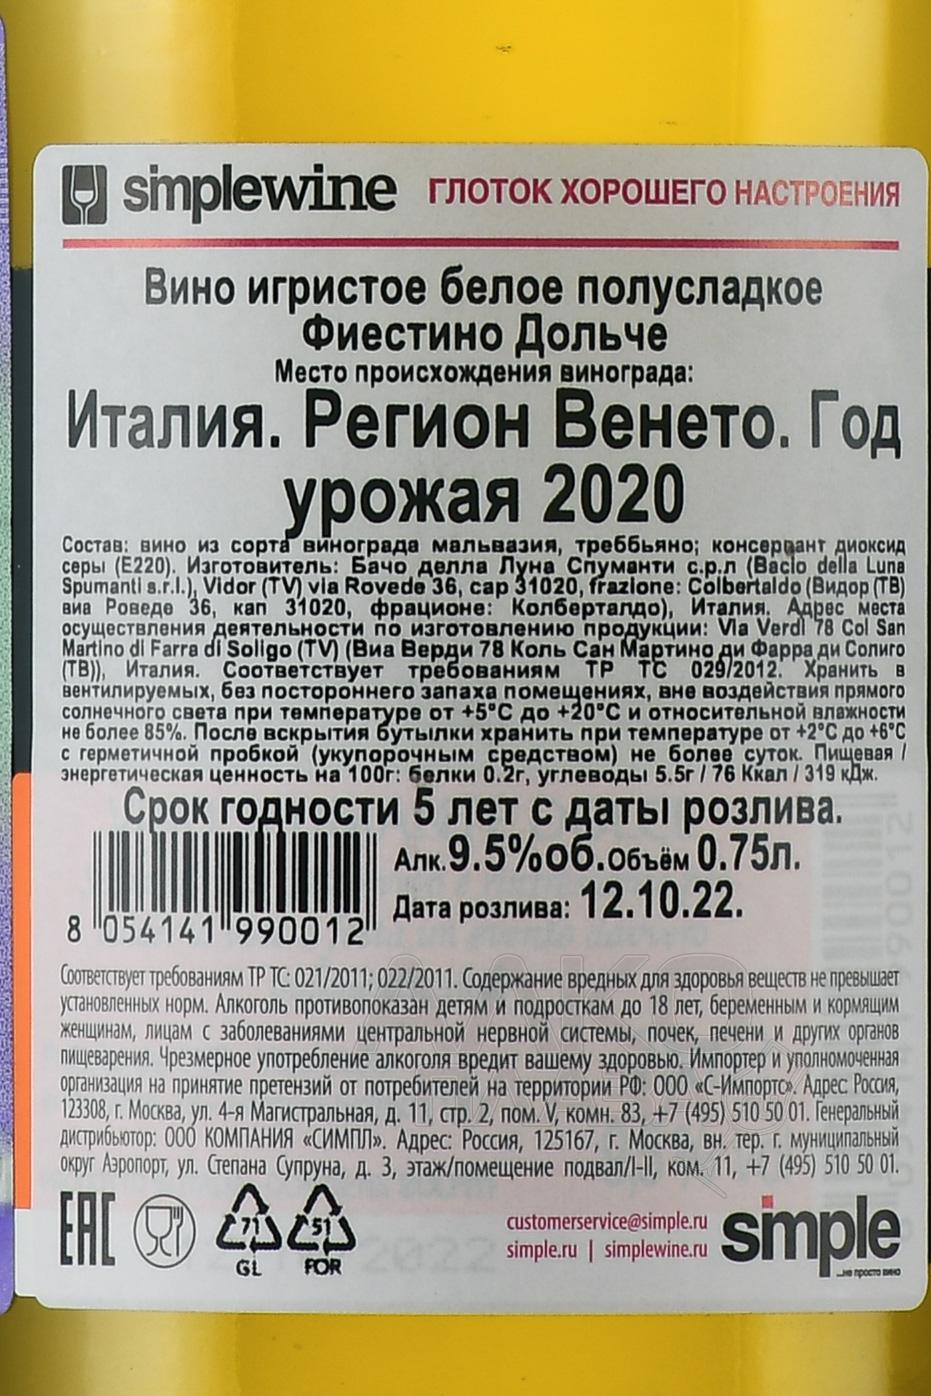 simplewine ГЛОТОК ХОРОШЕГО НАСТРОЕНИЯ
Вино игристое белое полусладкое
Фиестино Дольче
Место происхождения винограда:
Италия. Регион Венето. Год
урожая 2020
Состав: вино из сорта винограда мальвазия, треббьяно; консервант диоксид
серы (Е220). Изготовитель: Бачо делла Луна Спуманти с.р.л (Bacio della Luna
Spumanti s.r.l.), Vidor (TV) via Rovede 36, cap 31020, frazione: Colbertaldo (Видор (ТВ)
виа Роведе 36, кап 31020, фрационе: Колберталдо), Италия. Адрес места
осуществления деятельности по изготовлению продукции: Via Verdi 78 Col San
Martino di Farra di Soligo (TV) (Виа Верди 78 Коль Сан Мартино ди Фарра ди Солиго
(ТВ)), Италия. Соответствует требованиям ТР ТС 029/2012. Хранить в
вентилируемых, без постороннего запаха помещениях, вне воздействия прямого
солнечного света при температуре от +5°С до +20°С и относительной влажности
не более 85%. После вскрытия бутылки хранить при температуре от +2°С до +6°С
с герметичной пробкой (укупорочным средством) не более суток. Пищевая /
энергетическая ценность на 100г: белки 0.2г, углеводы 5.5г / 76 Ккал / 319 кДж.
Срок годности 5 лет с даты розлива.
Алк.9.5%об.Объём 0.75л.
Дата розлива: 12.10.22.
8 054141 990012
Соответствует требованиям ТР ТС: 021/2011; 022/2011. Содержание вредных для здоровья веществ не превышает
установленных норм. Алкоголь противопоказан детям и подросткам до 18 лет, беременным и кормящим
женщинам, лицам с заболеваниями центральной нервной системы, почек, печени и других органов
пищеварения. Чрезмерное употребление алкоголя вредит вашему здоровью. Импортер и уполномоченная
организация на принятие претензий от потребителей на территории РФ: ООО «С-Импортс». Адрес: Россия,
123308, г. Москва, ул. 4-я Магистральная, д. 11, стр. 2, пом. V, комн. 83, +7 (495) 510 50 01. Генеральный
дистрибьютор: ООО КОМПАНИЯ «СИМПЛ». Адрес: Россия, 125167, г. Москва, вн. тер. г. муниципальный
округ Аэропорт, ул. Степана Супруна, д. 3, этаж/помещение подвал/I-II, ком. 11, +7 (495) 510 50 01.
EAC 71 GL 51 FOR
customerservice@simple.ru
simple.ru | simplewine.ru
simple
...не просто вино